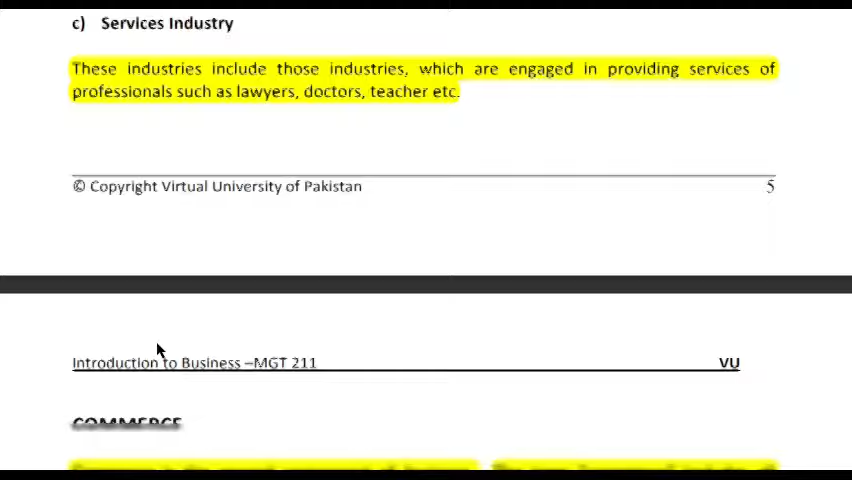 c) Services Industry
These industries include those industries, which are engaged in providing services of
professionals such as lawyers, doctors, teacher etc.
© Copyright Virtual University of Pakistan 5
Introduction to Business –MGT 211 VU
COMMERCE